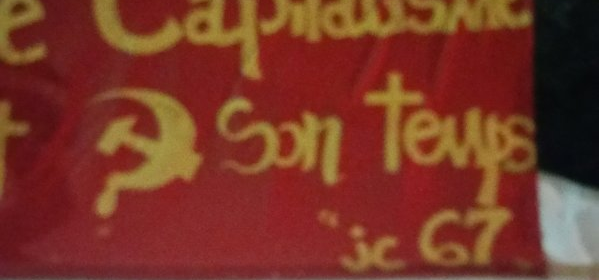 e Capitalisme
t Son temps
"jc 67